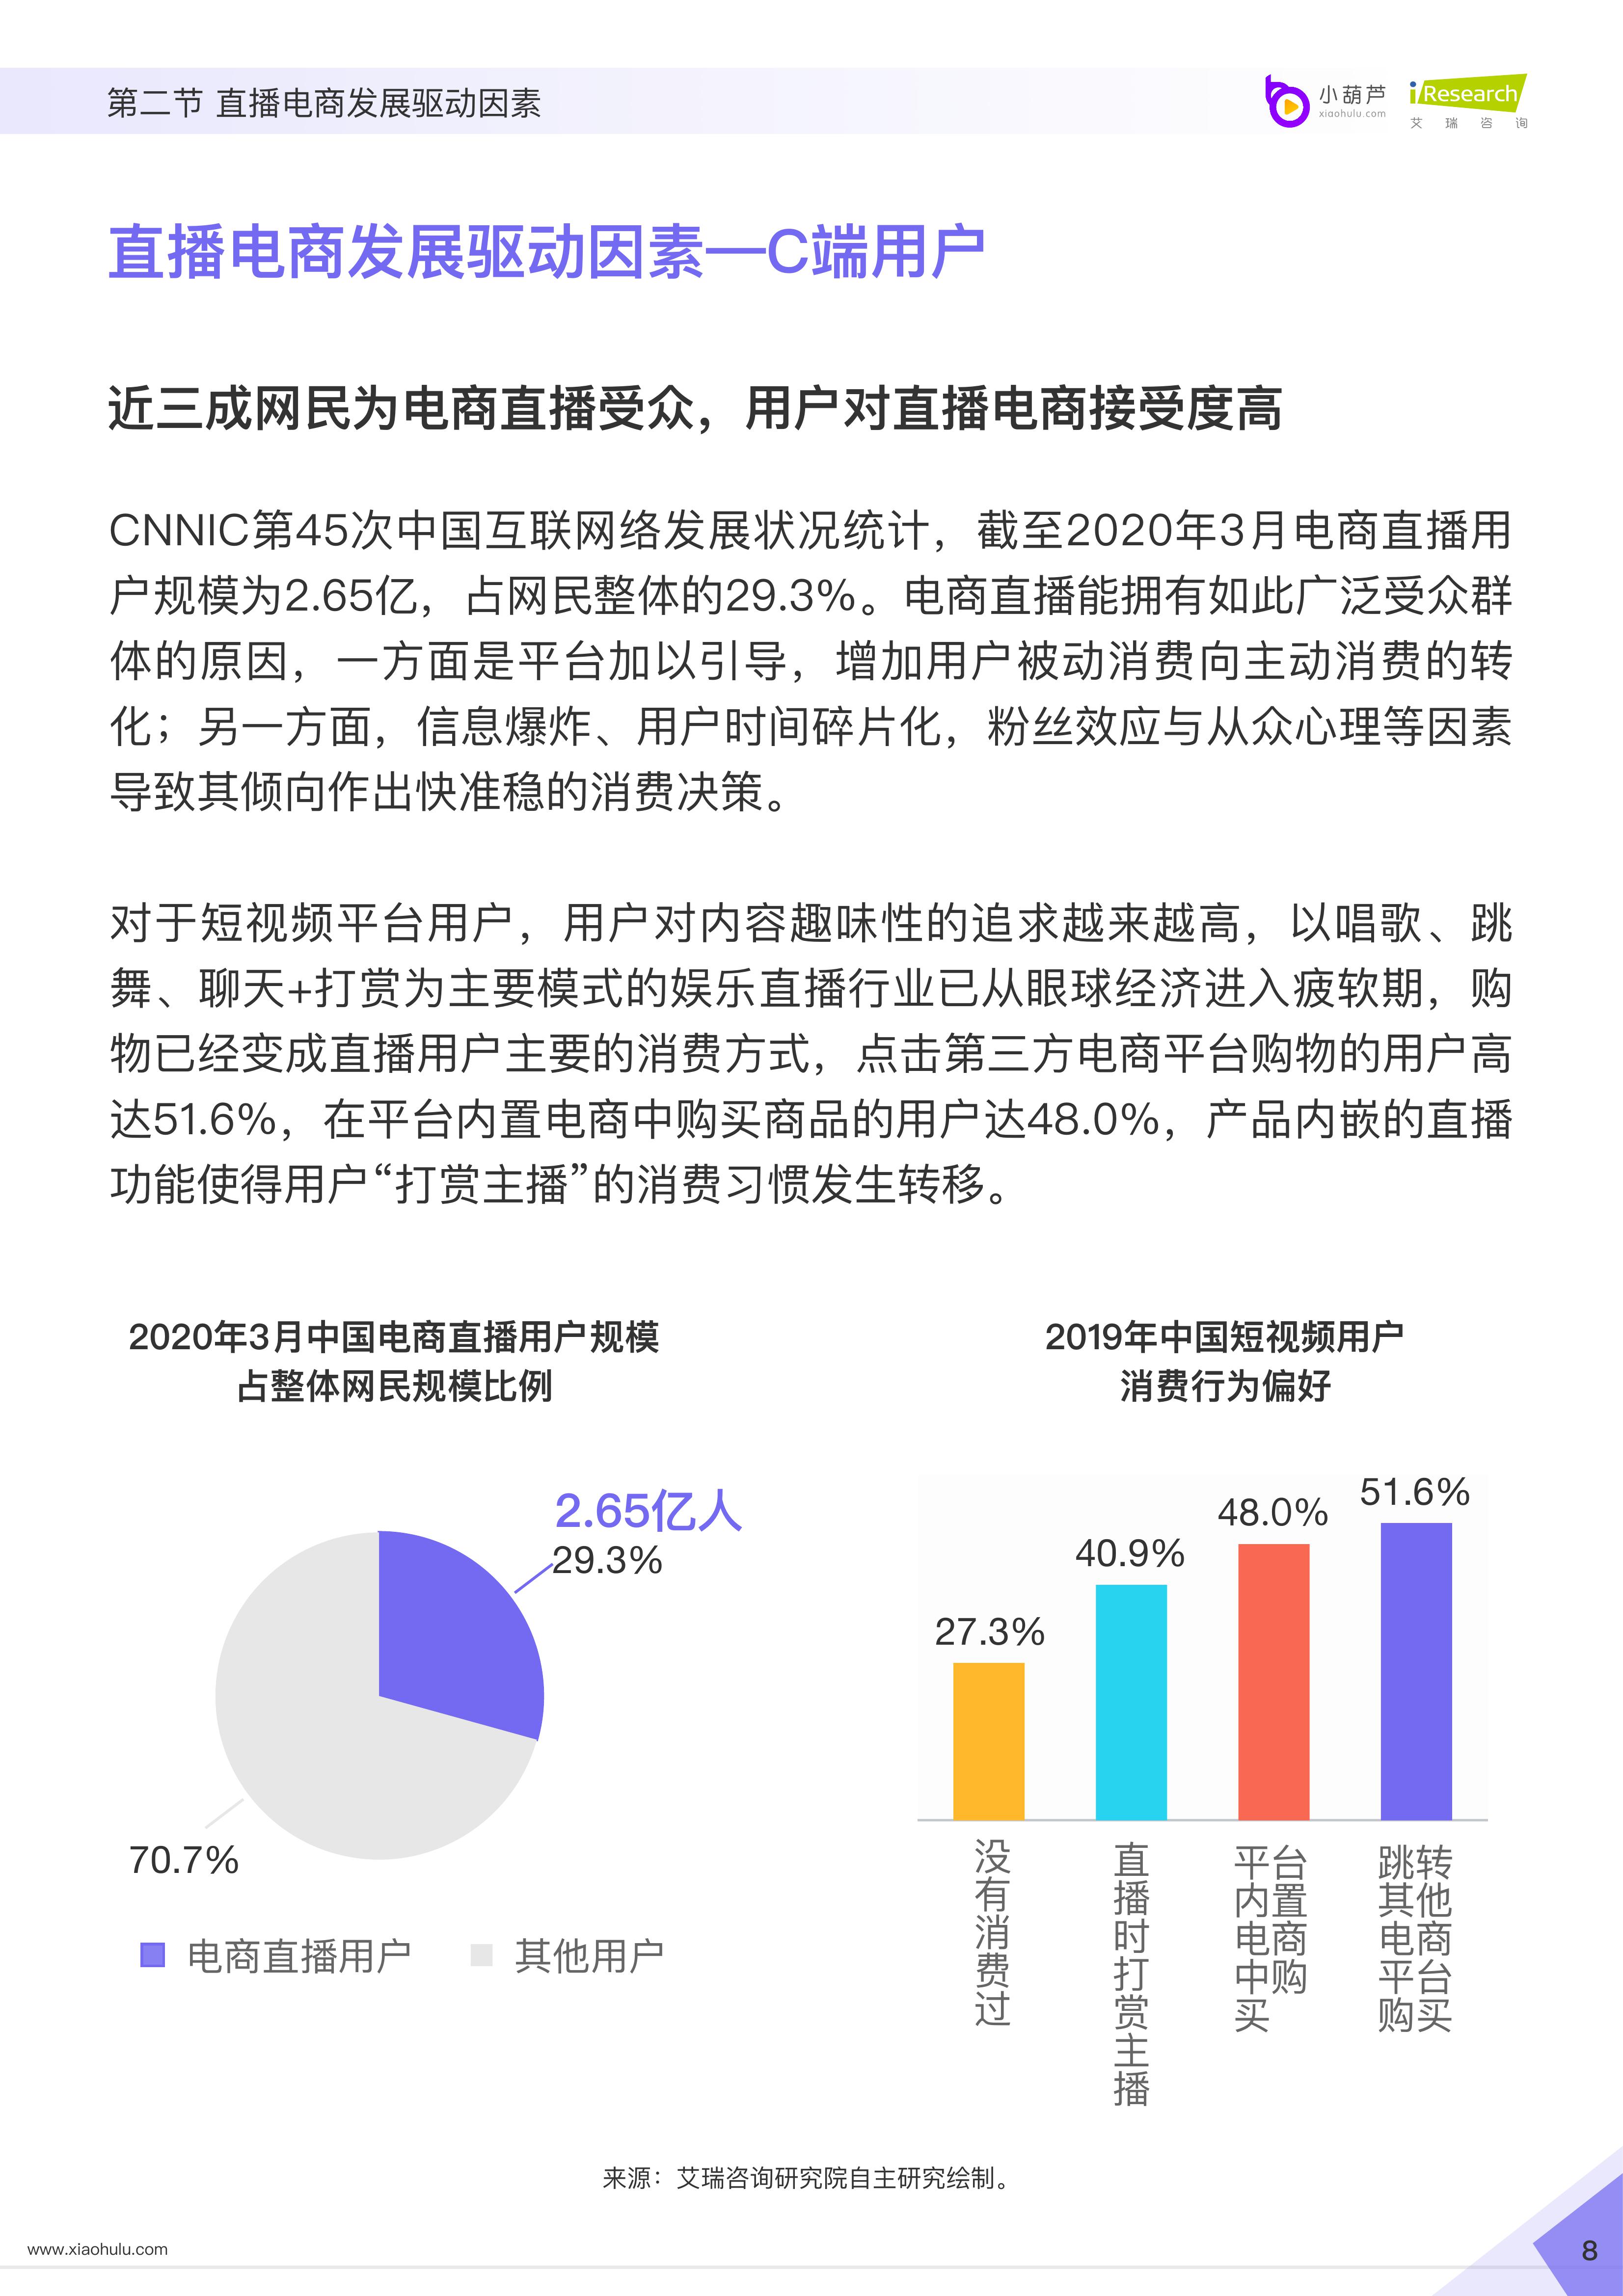 第二节 直播电商发展驱动因素
小葫芦
xiaohulu.com
iResearch
艾瑞咨询
直播电商发展驱动因素—C端用户
近三成网民为电商直播受众，用户对直播电商接受度高
CNNIC第45次中国互联网络发展状况统计，截至2020年3月电商直播用
户规模为2.65亿，占网民整体的29.3%。电商直播能拥有如此广泛受众群
体的原因，一方面是平台加以引导，增加用户被动消费向主动消费的转
化；另一方面，信息爆炸、用户时间碎片化，粉丝效应与从众心理等因素
导致其倾向作出快准稳的消费决策。
对于短视频平台用户，用户对内容趣味性的追求越来越高，以唱歌、跳
舞、聊天+打赏为主要模式的娱乐直播行业已从眼球经济进入疲软期，购
物已经变成直播用户主要的消费方式，点击第三方电商平台购物的用户高
达51.6%，在平台内置电商中购买商品的用户达48.0%，产品内嵌的直播
功能使得用户“打赏主播”的消费习惯发生转移。
2020年3月中国电商直播用户规模
占整体网民规模比例
2.65亿人
29.3%
70.7%
电商直播用户
其他用户
2019年中国短视频用户
消费行为偏好
27.3%
40.9%
48.0%
51.6%
没有消费过
直播时打赏主播
平台
内置
电商
中购
买
跳转
其他
电商
平台
购买
来源：艾瑞咨询研究院自主研究绘制。
www.xiaohulu.com
8